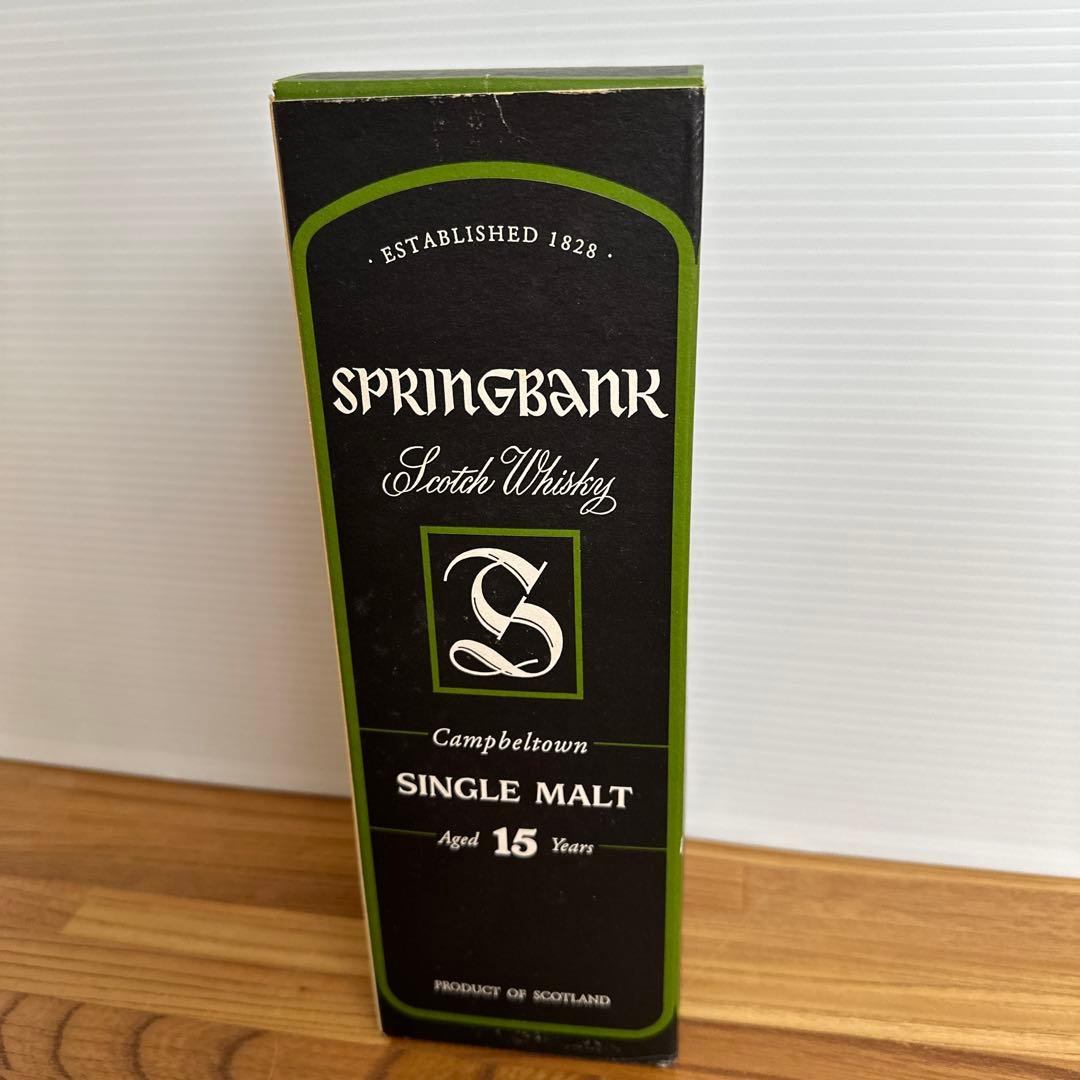 · ESTABLISHED 1828 ·
SPRINGBANK
Scotch Whisky
S
Campbeltown
SINGLE MALT
Aged 15 Years
PRODUCT OF SCOTLAND